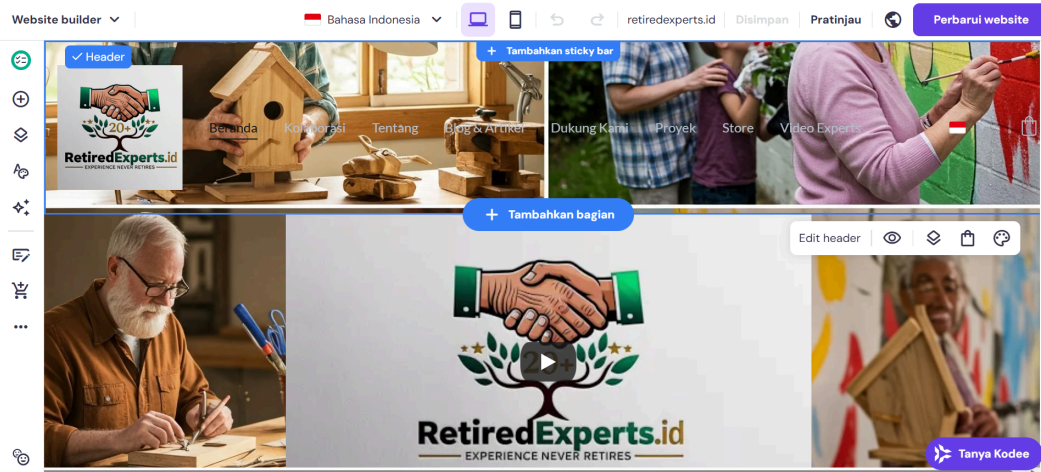 Website builder
Bahasa Indonesia
retiredexperts.id
Disimpan
Pratinjau
Perbarui website
Header
+ Tambahkan sticky bar
20+
RetiredExperts.id
EXPERIENCE NEVER RETIRES
Beranda
Kolaborasi
Tentang
Blog & Artikel
Dukung Kami
Proyek
Store
Video Experts
+ Tambahkan bagian
Edit header
20+
RetiredExperts.id
EXPERIENCE NEVER RETIRES
Tanya Kodee